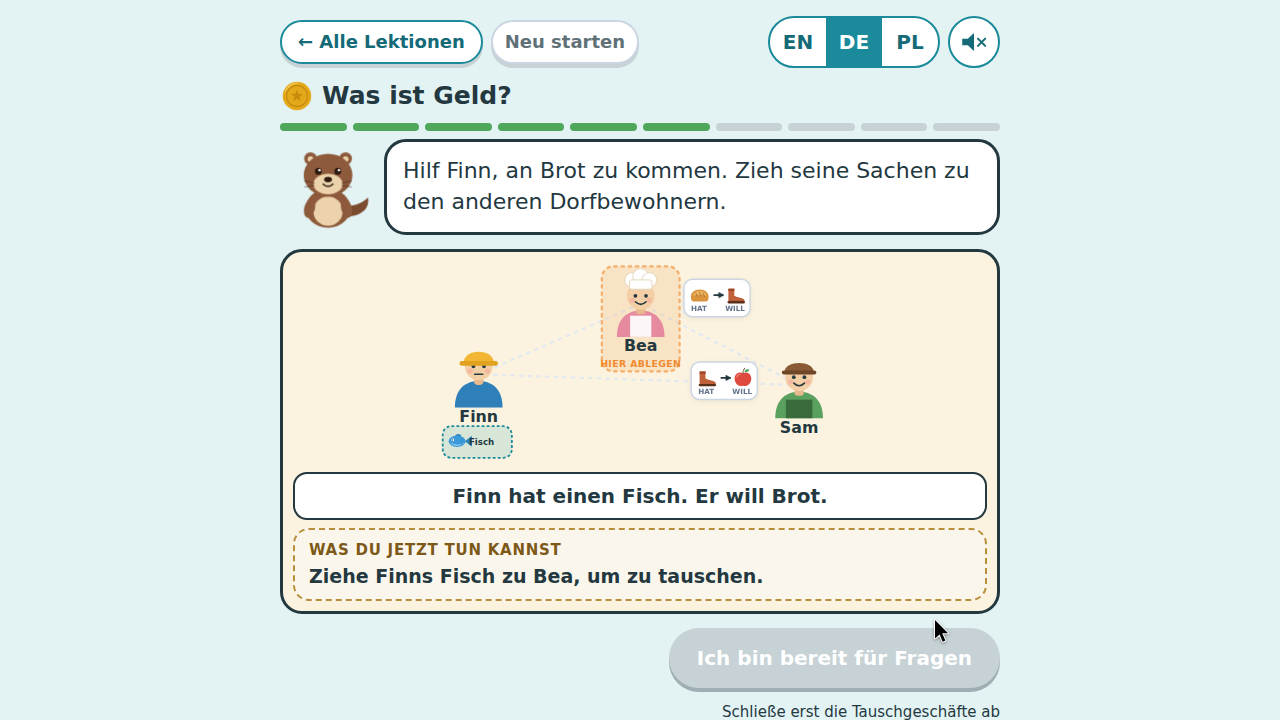 ← Alle Lektionen
Neu starten
EN DE PL
Was ist Geld?
Hilf Finn, an Brot zu kommen. Zieh seine Sachen zu
den anderen Dorfbewohnern.
HAT WILL
Bea
HIER ABLEGEN
HAT WILL
Finn
Sam
Fisch
Finn hat einen Fisch. Er will Brot.
WAS DU JETZT TUN KANNST
Ziehe Finns Fisch zu Bea, um zu tauschen.
Ich bin bereit für Fragen
Schließe erst die Tauschgeschäfte ab